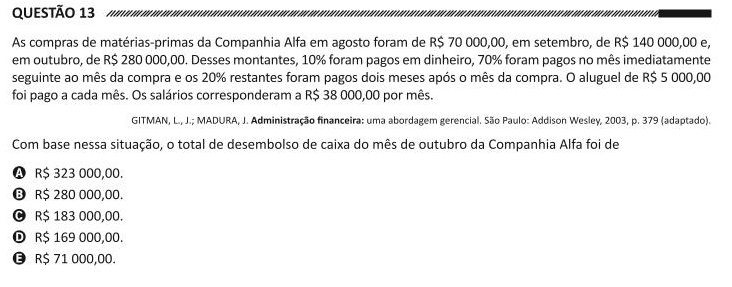 QUESTÃO 13
As compras de matérias-primas da Companhia Alfa em agosto foram de R$ 70 000,00, em setembro, de R$ 140 000,00 e,
em outubro, de R$ 280 000,00. Desses montantes, 10% foram pagos em dinheiro, 70% foram pagos no mês imediatamente
seguinte ao mês da compra e os 20% restantes foram pagos dois meses após o mês da compra. O aluguel de R$ 5 000,00
foi pago a cada mês. Os salários corresponderam a R$ 38 000,00 por mês.
GITMAN, L., J.; MADURA, J. Administração financeira: uma abordagem gerencial. São Paulo: Addison Wesley, 2003, p. 379 (adaptado).
Com base nessa situação, o total de desembolso de caixa do mês de outubro da Companhia Alfa foi de
A R$ 323 000,00.
B R$ 280 000,00.
C R$ 183 000,00.
D R$ 169 000,00.
E R$ 71 000,00.